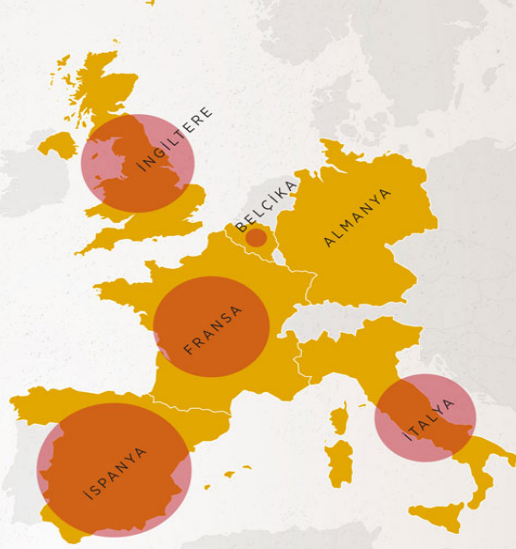 İNGİLTERE
BELÇİKA
ALMANYA
FRANSA
İTALYA
İSPANYA